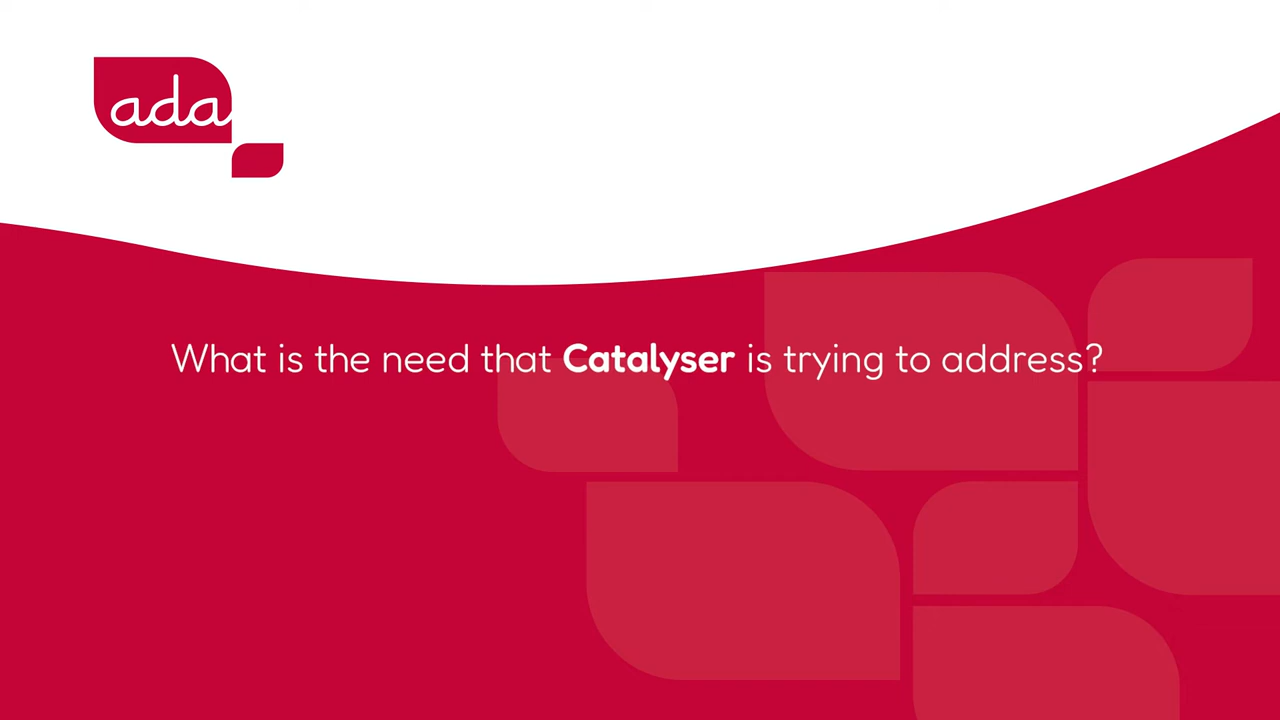 ada
What is the need that Catalyser is trying to address?